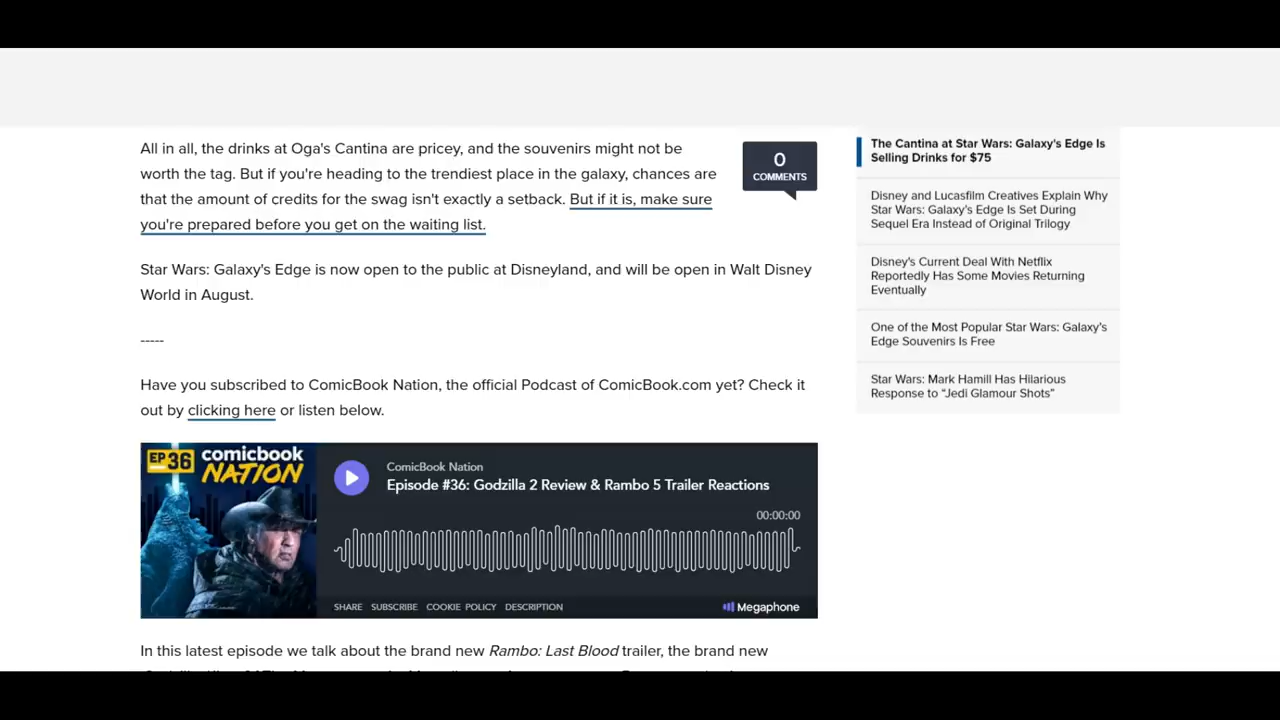 All in all, the drinks at Oga's Cantina are pricey, and the souvenirs might not be
worth the tag. But if you're heading to the trendiest place in the galaxy, chances are
that the amount of credits for the swag isn't exactly a setback. But if it is, make sure
you're prepared before you get on the waiting list.
0
COMMENTS
Star Wars: Galaxy's Edge is now open to the public at Disneyland, and will be open in Walt Disney
World in August.
-----
Have you subscribed to ComicBook Nation, the official Podcast of ComicBook.com yet? Check it
out by clicking here or listen below.
EP 36
comicbook
NATION
ComicBook Nation
Episode #36: Godzilla 2 Review & Rambo 5 Trailer Reactions
00:00:00
SHARE SUBSCRIBE COOKIE POLICY DESCRIPTION
Megaphone
In this latest episode we talk about the brand new Rambo: Last Blood trailer, the brand new
The Cantina at Star Wars: Galaxy's Edge Is
Selling Drinks for $75
Disney and Lucasfilm Creatives Explain Why
Star Wars: Galaxy's Edge Is Set During
Sequel Era Instead of Original Trilogy
Disney's Current Deal With Netflix
Reportedly Has Some Movies Returning
Eventually
One of the Most Popular Star Wars: Galaxy's
Edge Souvenirs Is Free
Star Wars: Mark Hamill Has Hilarious
Response to “Jedi Glamour Shots”